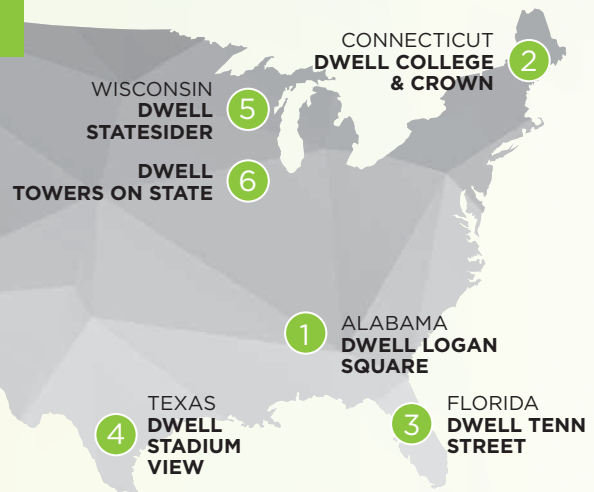 CONNECTICUT
DWELL COLLEGE
& CROWN
2
WISCONSIN
DWELL
STATESIDER
5
DWELL
TOWERS ON STATE
6
1
ALABAMA
DWELL LOGAN
SQUARE
TEXAS
DWELL
STADIUM
VIEW
4
3
FLORIDA
DWELL TENN
STREET